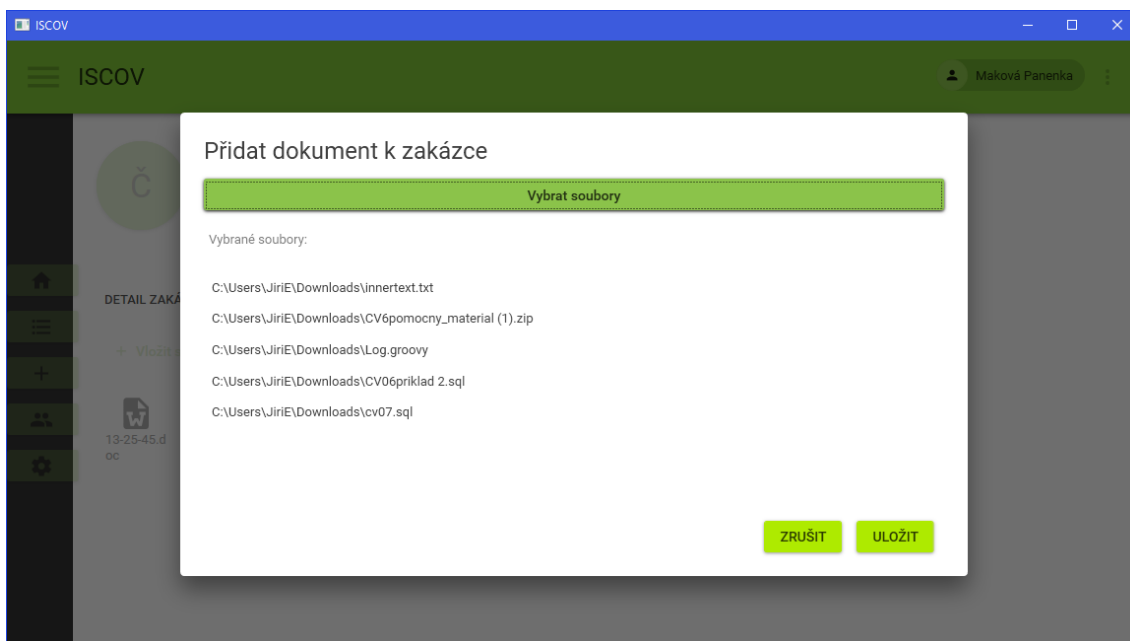 ISCOV
ISCOV
Maková Panenka
Přidat dokument k zakázce
Vybrat soubory
Vybrané soubory:
C:\Users\JiriE\Downloads\innertext.txt
C:\Users\JiriE\Downloads\CV6pomocny_material (1).zip
C:\Users\JiriE\Downloads\Log.groovy
C:\Users\JiriE\Downloads\CV06priklad 2.sql
C:\Users\JiriE\Downloads\cv07.sql
ZRUŠIT
ULOŽIT
Č
DETAIL ZAKÁ
+ Vložit
W
13-25-45.d
oc